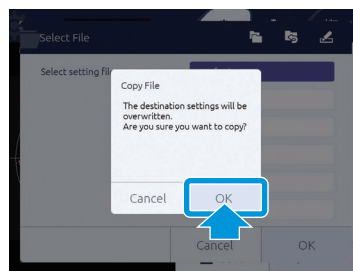 Select File
Select setting fil
Copy File
The destination settings will be
overwritten.
Are you sure you want to copy?
Cancel
OK
Cancel
OK